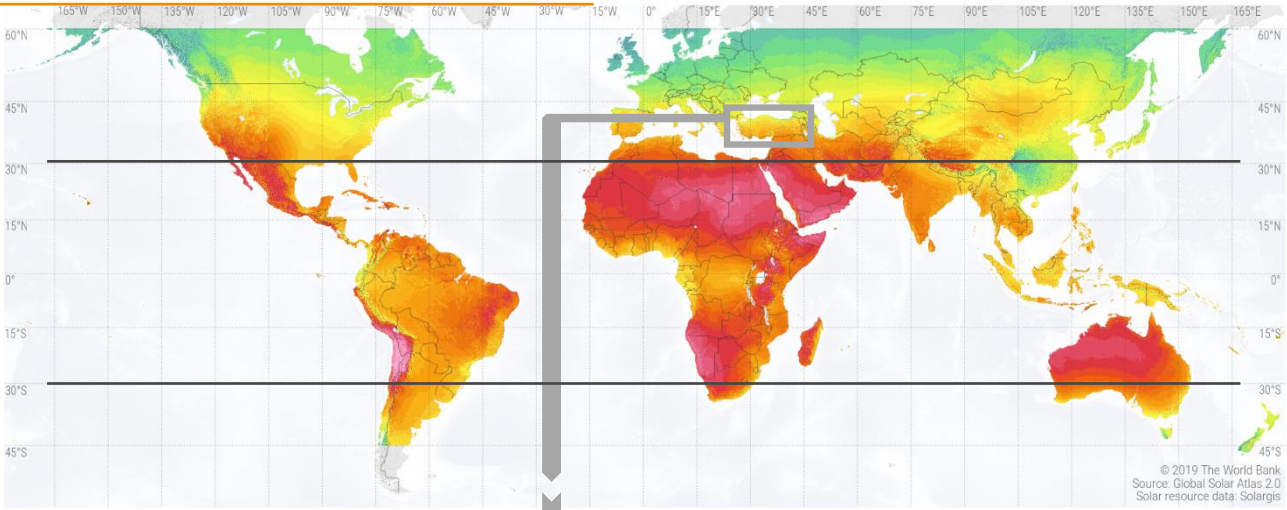 165°W 150°W 135°W 120°W 105°W 90°W 75°W 60°W 45°W 30°W 15°W 0° 15°E 30°E 45°E 60°E 75°E 90°E 105°E 120°E 135°E 150°E 165°E
60°N 60°N
45°N 45°N
30°N 30°N
15°N 15°N
0° 0°
15°S 15°S
30°S 30°S
45°S 45°S
© 2019 The World Bank
Source: Global Solar Atlas 2.0
Solar resource data: Solargis